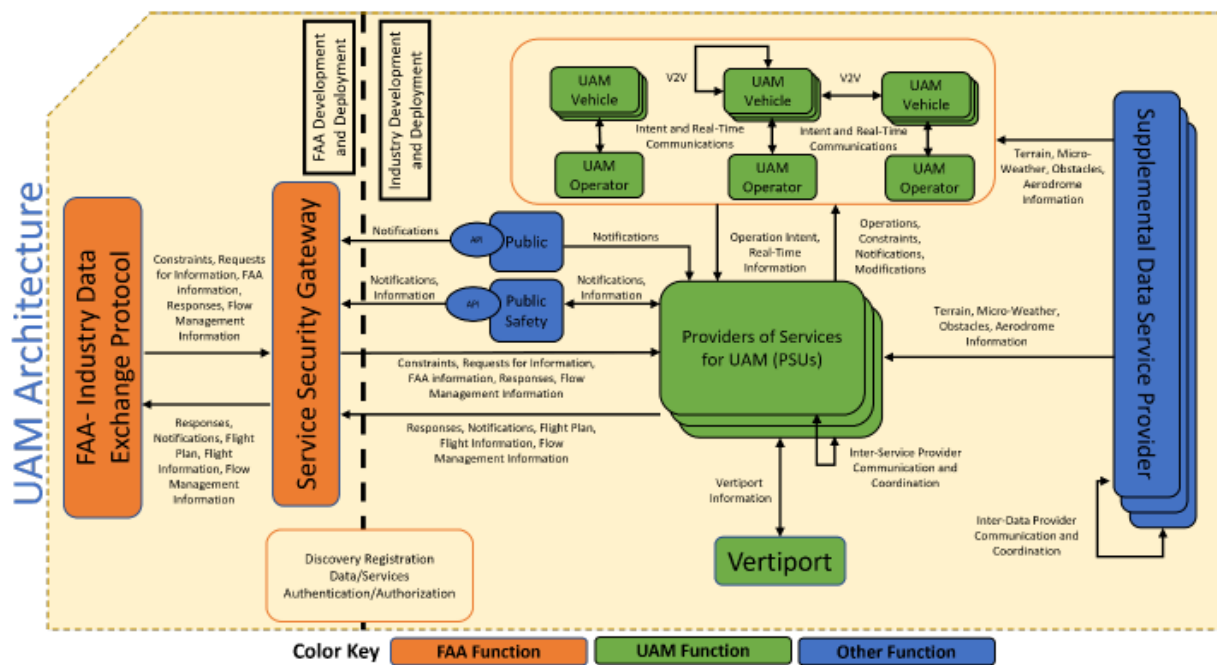 UAM Architecture
FAA Development
and Deployment
Industry Development
and Deployment
UAM
Vehicle
V2V
UAM
Vehicle
V2V
UAM
Vehicle
Intent and Real-Time
Communications
Intent and Real-Time
Communications
UAM
Operator
UAM
Operator
UAM
Operator
Supplemental Data Service Provider
Terrain, Micro-
Weather, Obstacles,
Aerodrome
Information
FAA- Industry Data
Exchange Protocol
Constraints, Requests
for Information, FAA
information,
Responses, Flow
Management
Information
Service Security Gateway
Notifications
API
Public
Notifications
Operation Intent,
Real-Time
Information
Operations,
Constraints,
Notifications,
Modifications
Notifications,
Information
API
Public
Safety
Notifications,
Information
Providers of Services
for UAM (PSUs)
Terrain, Micro-Weather,
Obstacles, Aerodrome
Information
Constraints, Requests for Information,
FAA information, Responses, Flow
Management Information
Responses,
Notifications, Flight
Plan, Flight
Information, Flow
Management
Information
Responses, Notifications, Flight Plan,
Flight Information, Flow
Management Information
Inter-Service Provider
Communication and
Coordination
Vertiport
Information
Inter-Data Provider
Communication and
Coordination
Vertiport
Discovery Registration
Data/Services
Authentication/Authorization
Color Key
FAA Function
UAM Function
Other Function